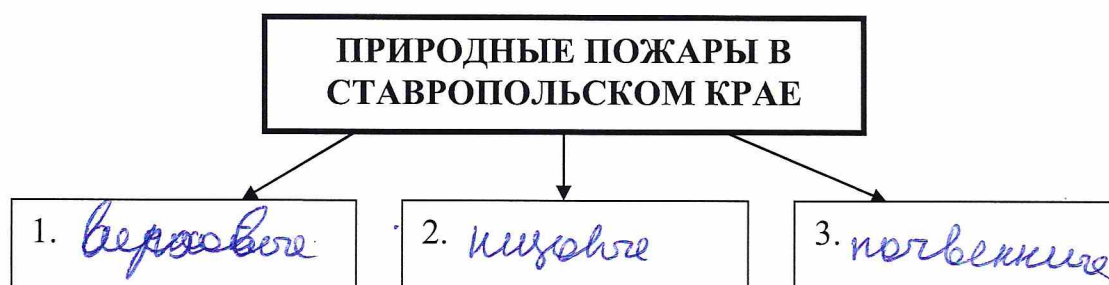 ПРИРОДНЫЕ ПОЖАРЫ В
СТАВРОПОЛЬСКОМ КРАЕ
1. верховые
2. низовые
3. почвенные